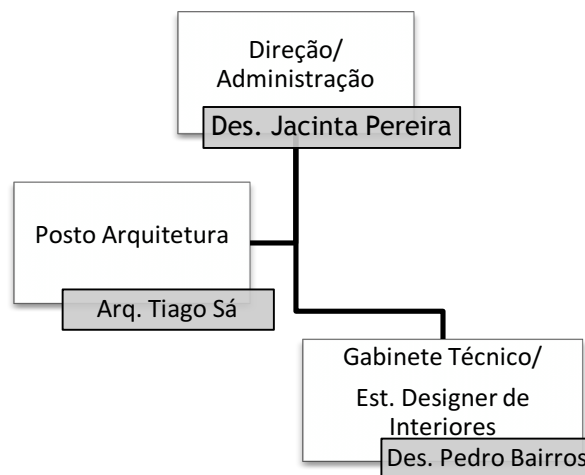 Direção/
Administração
Des. Jacinta Pereira
Posto Arquitetura
Arq. Tiago Sá
Gabinete Técnico/
Est. Designer de
Interiores
Des. Pedro Bairros